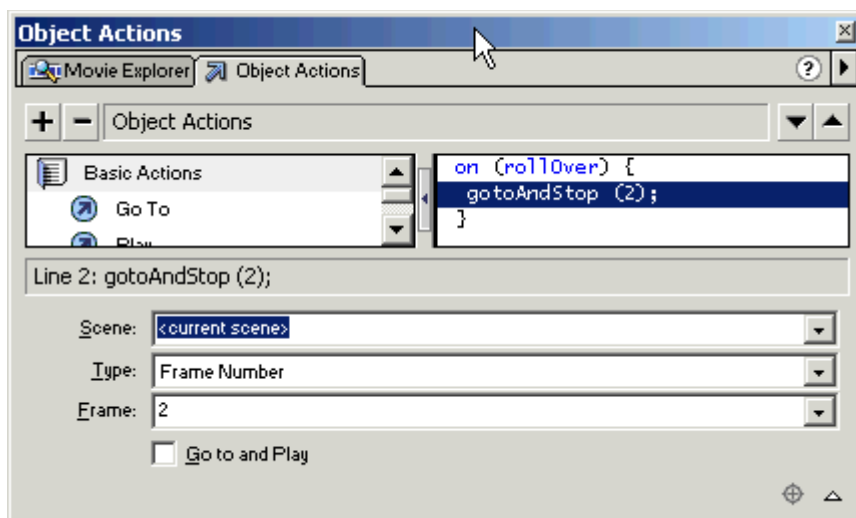 Object Actions
Movie Explorer
Object Actions
?
Object Actions
Basic Actions
Go To
Play
on (rollOver) {
gotoAndStop (2);
}
Line 2: gotoAndStop (2);
Scene: <current scene>
Type: Frame Number
Frame: 2
Go to and Play